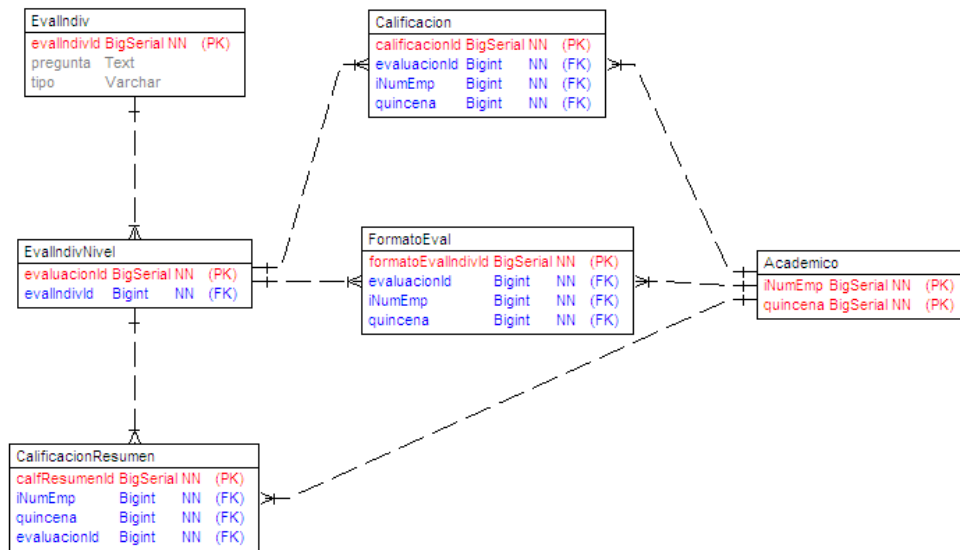 EvalIndiv
evalIndivId BigSerial NN (PK)
pregunta Text
tipo Varchar
Calificacion
calificacionId BigSerial NN (PK)
evaluacionId Bigint NN (FK)
iNumEmp Bigint NN (FK)
quincena Bigint NN (FK)
EvalIndivNivel
evaluacionId BigSerial NN (PK)
evalIndivId Bigint NN (FK)
FormatoEval
formatoEvalIndivId BigSerial NN (PK)
evaluacionId Bigint NN (FK)
iNumEmp Bigint NN (FK)
quincena Bigint NN (FK)
Academico
iNumEmp BigSerial NN (PK)
quincena BigSerial NN (PK)
CalificacionResumen
calfResumenId BigSerial NN (PK)
iNumEmp Bigint NN (FK)
quincena Bigint NN (FK)
evaluacionId Bigint NN (FK)